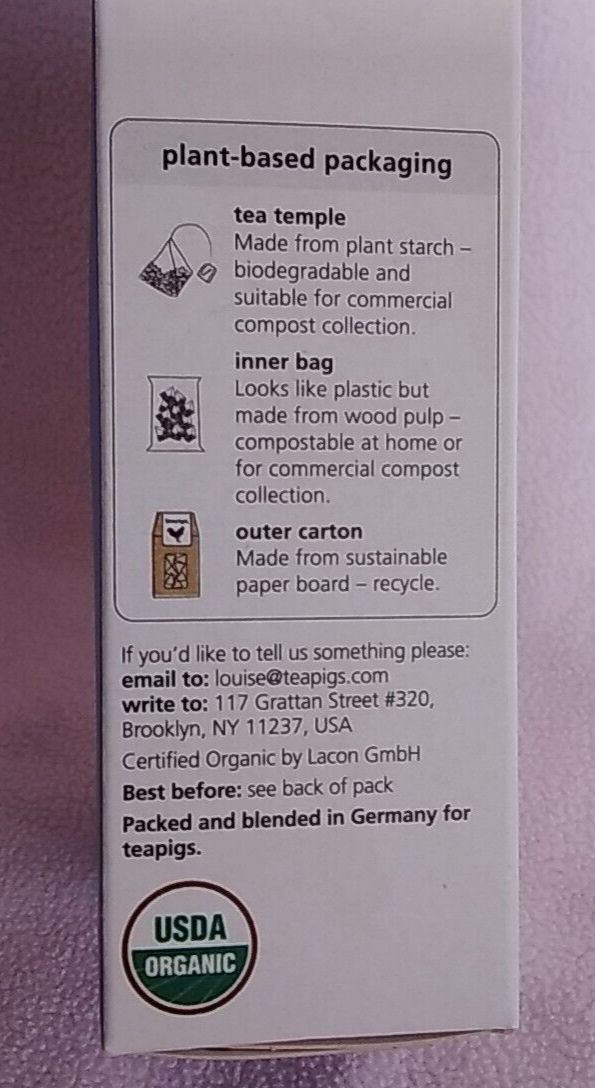 plant-based packaging
tea temple
Made from plant starch –
biodegradable and
suitable for commercial
compost collection.
inner bag
Looks like plastic but
made from wood pulp –
compostable at home or
for commercial compost
collection.
outer carton
Made from sustainable
paper board – recycle.
If you'd like to tell us something please:
email to: louise@teapigs.com
write to: 117 Grattan Street #320,
Brooklyn, NY 11237, USA
Certified Organic by Lacon GmbH
Best before: see back of pack
Packed and blended in Germany for
teapigs.
USDA
ORGANIC